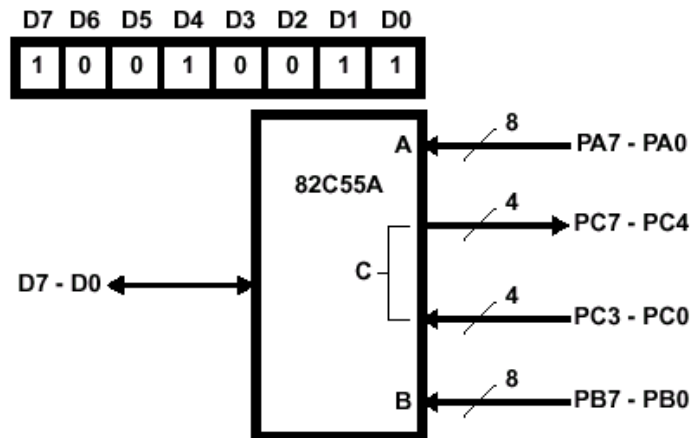 D7 D6 D5 D4 D3 D2 D1 D0
1 0 0 1 0 0 1 1
A 8 PA7 - PA0
82C55A
4 PC7 - PC4
C
D7 - D0
4 PC3 - PC0
B 8 PB7 - PB0